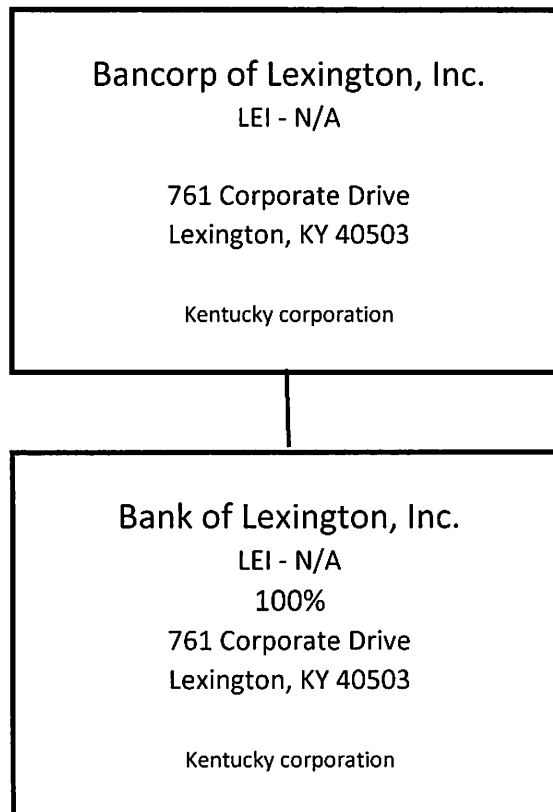 Bancorp of Lexington, Inc.
LEI - N/A
761 Corporate Drive
Lexington, KY 40503
Kentucky corporation
Bank of Lexington, Inc.
LEI - N/A
100%
761 Corporate Drive
Lexington, KY 40503
Kentucky corporation